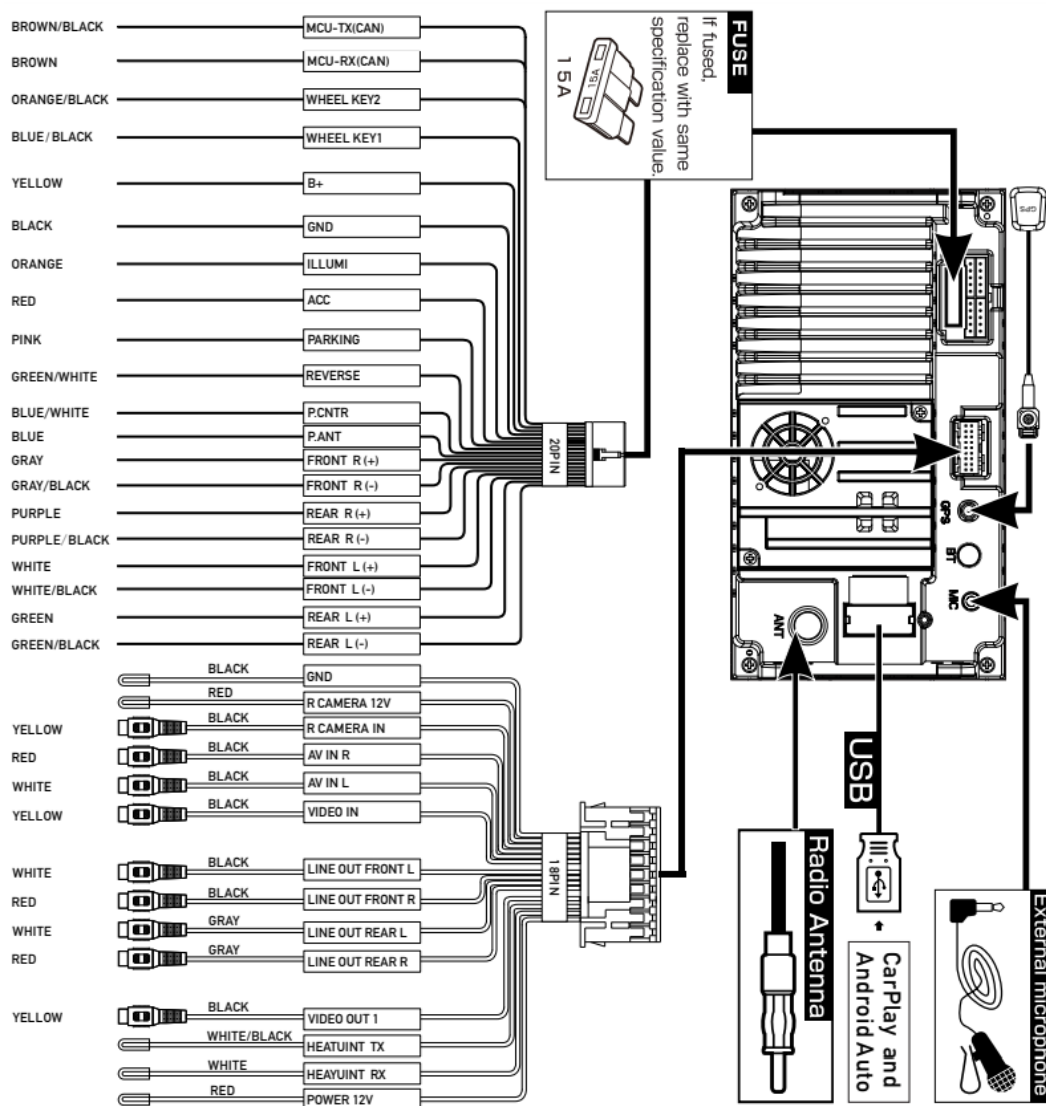 BROWN/BLACK MCU-TX(CAN)
BROWN MCU-RX(CAN)
ORANGE/BLACK WHEEL KEY2
BLUE/BLACK WHEEL KEY1
YELLOW B+
BLACK GND
ORANGE ILLUMI
RED ACC
PINK PARKING
GREEN/WHITE REVERSE
BLUE/WHITE P.CNTR
BLUE P.ANT
GRAY FRONT R (+)
GRAY/BLACK FRONT R (-)
PURPLE REAR R (+)
PURPLE/BLACK REAR R (-)
WHITE FRONT L (+)
WHITE/BLACK FRONT L (-)
GREEN REAR L (+)
GREEN/BLACK REAR L (-)
20PIN
BLACK GND
RED R CAMERA 12V
YELLOW BLACK R CAMERA IN
RED BLACK AV IN R
WHITE BLACK AV IN L
YELLOW BLACK VIDEO IN
WHITE BLACK LINE OUT FRONT L
RED BLACK LINE OUT FRONT R
WHITE GRAY LINE OUT REAR L
RED GRAY LINE OUT REAR R
YELLOW BLACK VIDEO OUT 1
WHITE/BLACK HEATUINT TX
WHITE HEAYUINT RX
RED POWER 12V
18PIN
FUSE
If fused,
replace with same
specification value.
15A
15A
GPS
GPS
BT
MIC
ANT
USB
Radio Antenna
CarPlay and
Android Auto
External microphone